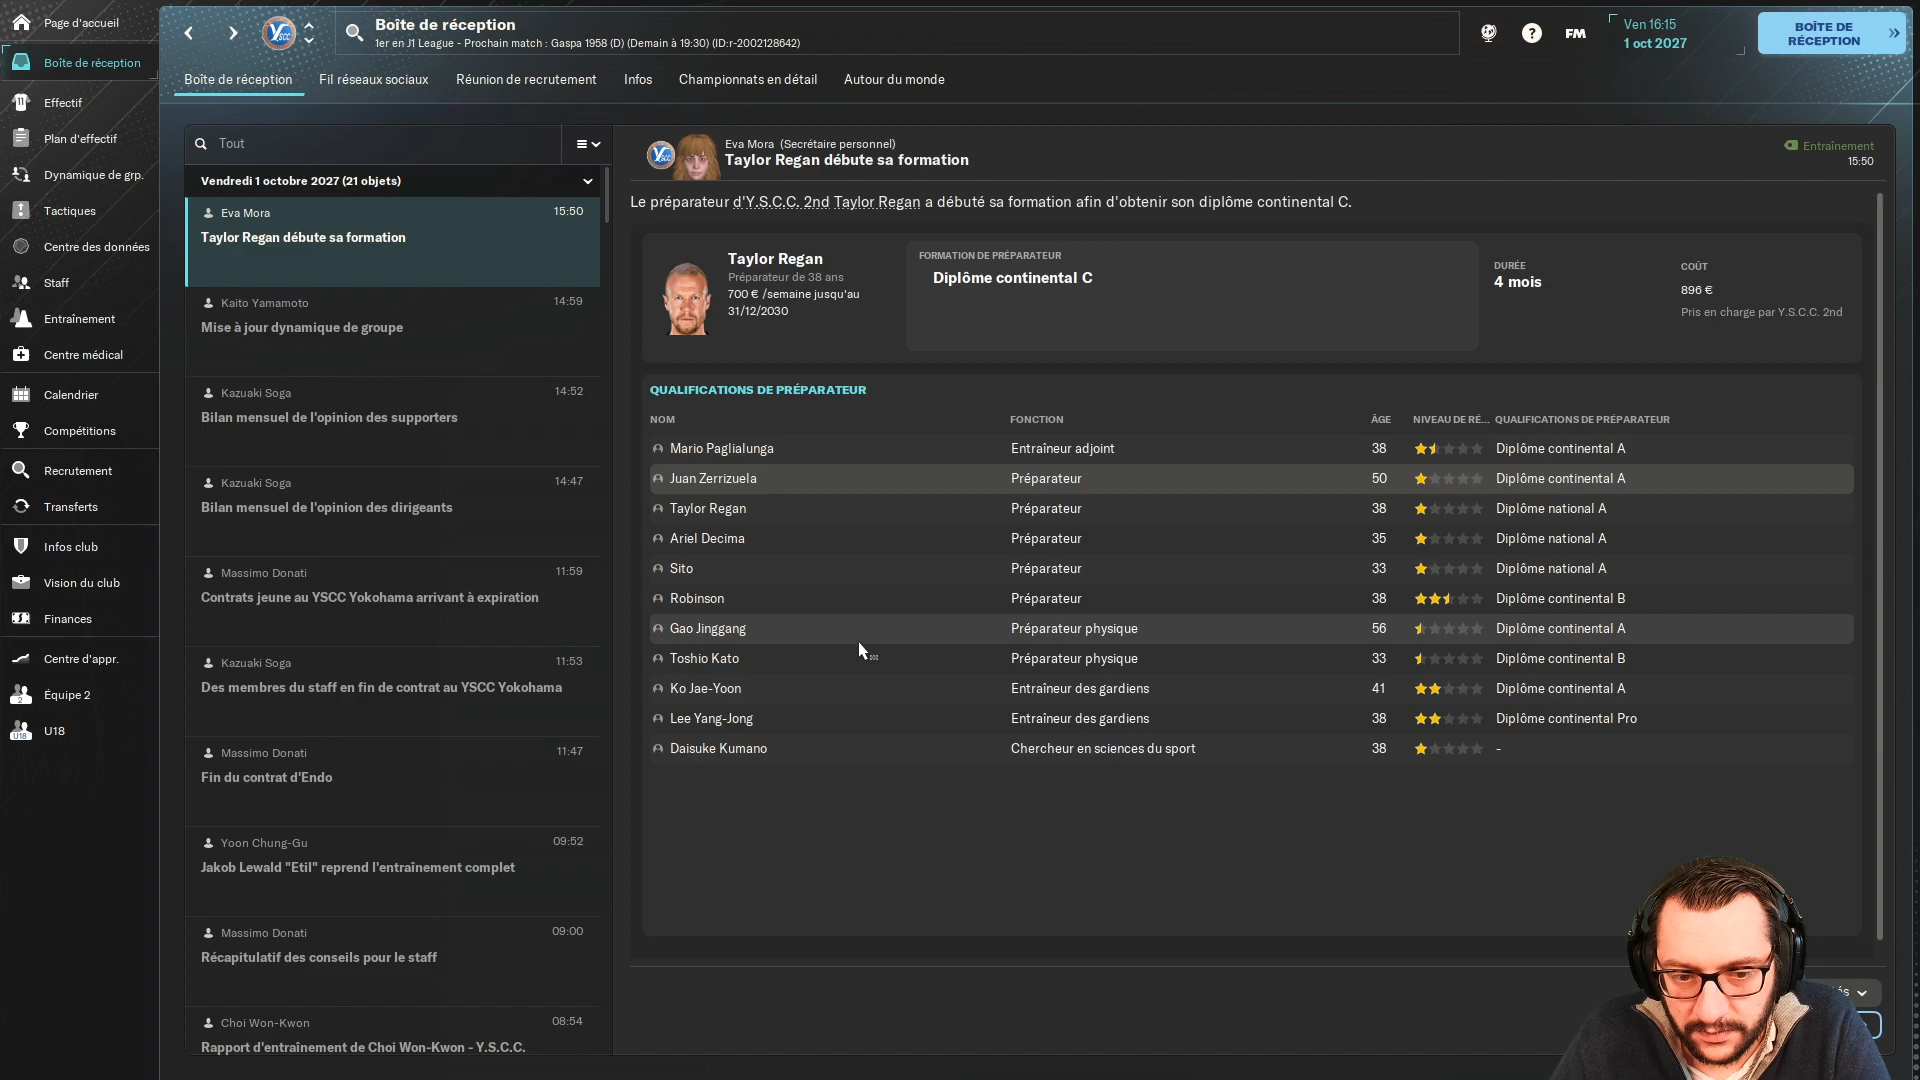 Page d'accueil
Boîte de réception
Effectif
Plan d'effectif
Dynamique de grp.
Tactiques
Centre des données
Staff
Entraînement
Centre médical
Calendrier
Compétitions
Recrutement
Transferts
Infos club
Vision du club
Finances
Centre d'appr.
Équipe 2
U18
Boîte de réception
1er en J1 League - Prochain match : Gaspa 1958 (D) (Demain à 19:30) (ID:r-2002128642)
FM
Ven 16:15
1 oct 2027
BOÎTE DE
RÉCEPTION
Boîte de réception
Fil réseaux sociaux
Réunion de recrutement
Infos
Championnats en détail
Autour du monde
Tout
Vendredi 1 octobre 2027 (21 objets)
Eva Mora 15:50
Taylor Regan débute sa formation
Kaito Yamamoto 14:59
Mise à jour dynamique de groupe
Kazuaki Soga 14:52
Bilan mensuel de l'opinion des supporters
Kazuaki Soga 14:47
Bilan mensuel de l'opinion des dirigeants
Massimo Donati 11:59
Contrats jeune au YSCC Yokohama arrivant à expiration
Kazuaki Soga 11:53
Des membres du staff en fin de contrat au YSCC Yokohama
Massimo Donati 11:47
Fin du contrat d'Endo
Yoon Chung-Gu 09:52
Jakob Lewald "Etil" reprend l'entraînement complet
Massimo Donati 09:00
Récapitulatif des conseils pour le staff
Choi Won-Kwon 08:54
Rapport d'entraînement de Choi Won-Kwon - Y.S.C.C.
Eva Mora (Secrétaire personnel)
Taylor Regan débute sa formation
Entraînement
15:50
Le préparateur d'Y.S.C.C. 2nd Taylor Regan a débuté sa formation afin d'obtenir son diplôme continental C.
Taylor Regan
Préparateur de 38 ans
700 € /semaine jusqu'au
31/12/2030
FORMATION DE PRÉPARATEUR
Diplôme continental C
DURÉE
4 mois
COÛT
896 €
Pris en charge par Y.S.C.C. 2nd
QUALIFICATIONS DE PRÉPARATEUR
NOM FONCTION ÂGE NIVEAU DE RÉ... QUALIFICATIONS DE PRÉPARATEUR
Mario Paglialunga Entraîneur adjoint 38 Diplôme continental A
Juan Zerrizuela Préparateur 50 Diplôme continental A
Taylor Regan Préparateur 38 Diplôme national A
Ariel Decima Préparateur 35 Diplôme national A
Sito Préparateur 33 Diplôme national A
Robinson Préparateur 38 Diplôme continental B
Gao Jinggang Préparateur physique 56 Diplôme continental A
Toshio Kato Préparateur physique 33 Diplôme continental B
Ko Jae-Yoon Entraîneur des gardiens 41 Diplôme continental A
Lee Yang-Jong Entraîneur des gardiens 38 Diplôme continental Pro
Daisuke Kumano Chercheur en sciences du sport 38 -